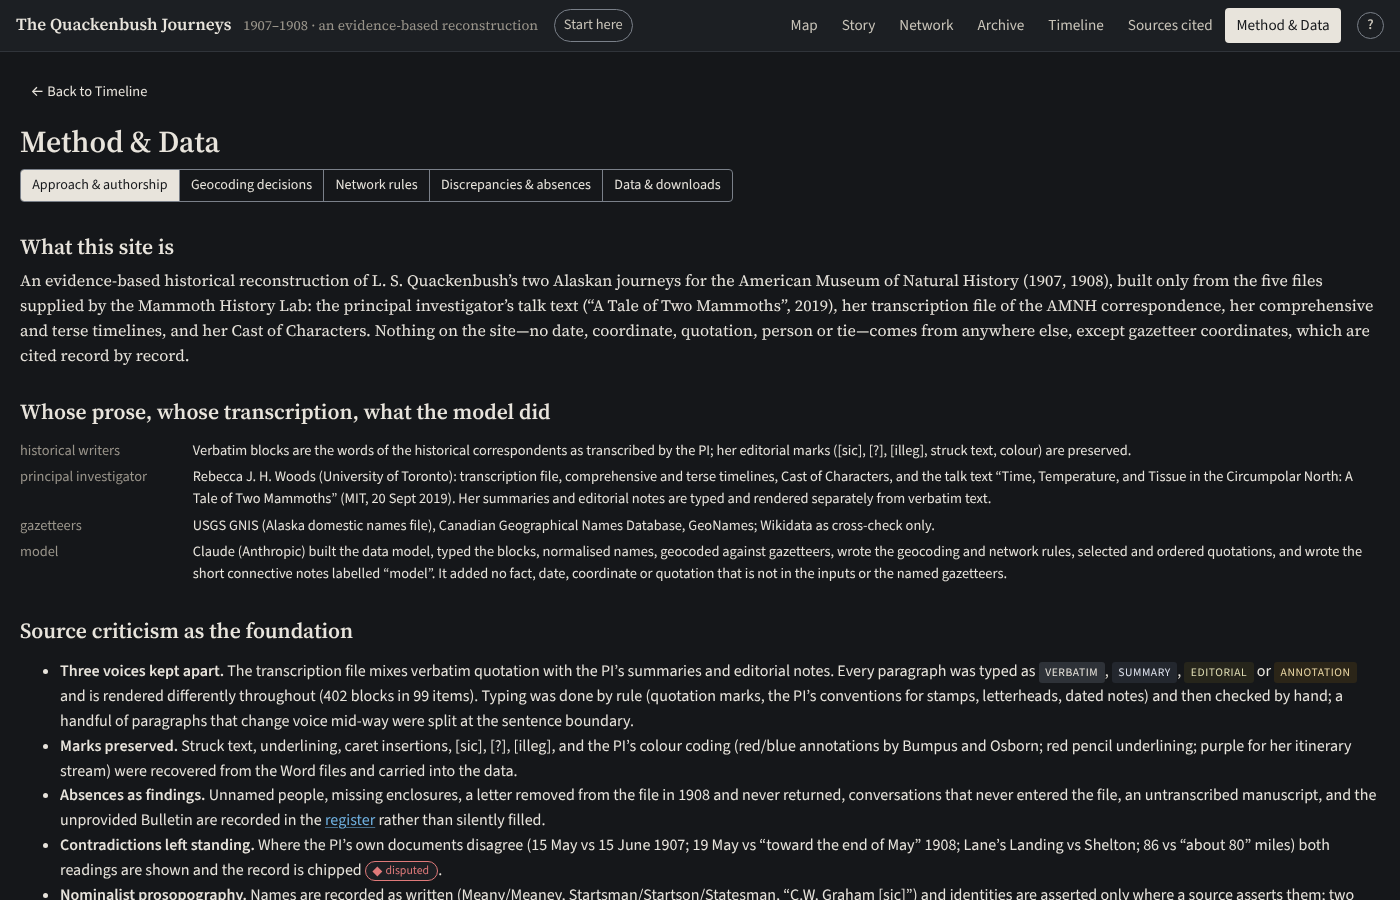 The Quackenbush Journeys 1907–1908 · an evidence-based reconstruction Start here Map Story Network Archive Timeline Sources cited Method & Data ?
← Back to Timeline
Method & Data
Approach & authorship Geocoding decisions Network rules Discrepancies & absences Data & downloads
What this site is
An evidence-based historical reconstruction of L. S. Quackenbush’s two Alaskan journeys for the American Museum of Natural History (1907, 1908), built only from the five files
supplied by the Mammoth History Lab: the principal investigator’s talk text (“A Tale of Two Mammoths”, 2019), her transcription file of the AMNH correspondence, her comprehensive
and terse timelines, and her Cast of Characters. Nothing on the site—no date, coordinate, quotation, person or tie—comes from anywhere else, except gazetteer coordinates, which are
cited record by record.
Whose prose, whose transcription, what the model did
historical writers Verbatim blocks are the words of the historical correspondents as transcribed by the PI; her editorial marks ([sic], [?], [illeg], struck text, colour) are preserved.
principal investigator Rebecca J. H. Woods (University of Toronto): transcription file, comprehensive and terse timelines, Cast of Characters, and the talk text “Time, Temperature, and Tissue in the Circumpolar North: A
Tale of Two Mammoths” (MIT, 20 Sept 2019). Her summaries and editorial notes are typed and rendered separately from verbatim text.
gazetteers USGS GNIS (Alaska domestic names file), Canadian Geographical Names Database, GeoNames; Wikidata as cross-check only.
model Claude (Anthropic) built the data model, typed the blocks, normalised names, geocoded against gazetteers, wrote the geocoding and network rules, selected and ordered quotations, and wrote the
short connective notes labelled “model”. It added no fact, date, coordinate or quotation that is not in the inputs or the named gazetteers.
Source criticism as the foundation
• Three voices kept apart. The transcription file mixes verbatim quotation with the PI’s summaries and editorial notes. Every paragraph was typed as VERBATIM , SUMMARY , EDITORIAL or ANNOTATION
and is rendered differently throughout (402 blocks in 99 items). Typing was done by rule (quotation marks, the PI’s conventions for stamps, letterheads, dated notes) and then checked by hand; a
handful of paragraphs that change voice mid-way were split at the sentence boundary.
• Marks preserved. Struck text, underlining, caret insertions, [sic], [?], [illeg], and the PI’s colour coding (red/blue annotations by Bumpus and Osborn; red pencil underlining; purple for her itinerary
stream) were recovered from the Word files and carried into the data.
• Absences as findings. Unnamed people, missing enclosures, a letter removed from the file in 1908 and never returned, conversations that never entered the file, an untranscribed manuscript, and the
unprovided Bulletin are recorded in the register rather than silently filled.
• Contradictions left standing. Where the PI’s own documents disagree (15 May vs 15 June 1907; 19 May vs “toward the end of May” 1908; Lane’s Landing vs Shelton; 86 vs “about 80” miles) both
readings are shown and the record is chipped ◆ disputed .
• Nominalist prosopography. Names are recorded as written (Meany/Meaney, Startsman/Startson/Statesman, “C.W. Graham [sic]”) and identities are asserted only where a source asserts them; two